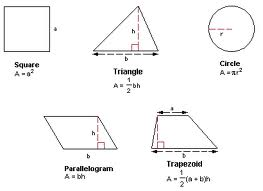 a
h
b
r
Square
A = a²
Triangle
A = 1/2 bh
Circle
A = πr²
h
b
a
h
b
Parallelogram
A = bh
Trapezoid
A = 1/2 (a + b)h